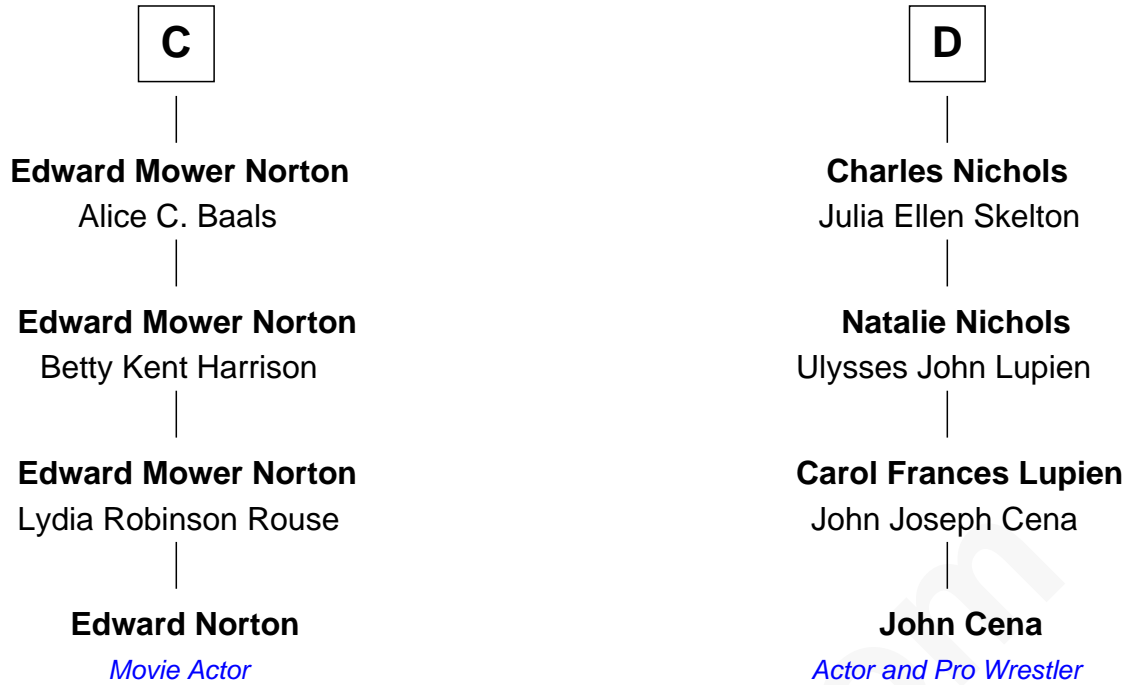 C
Edward Mower Norton
Alice C. Baals
Edward Mower Norton
Betty Kent Harrison
Edward Mower Norton
Lydia Robinson Rouse
Edward Norton
Movie Actor
D
Charles Nichols
Julia Ellen Skelton
Natalie Nichols
Ulysses John Lupien
Carol Frances Lupien
John Joseph Cena
John Cena
Actor and Pro Wrestler